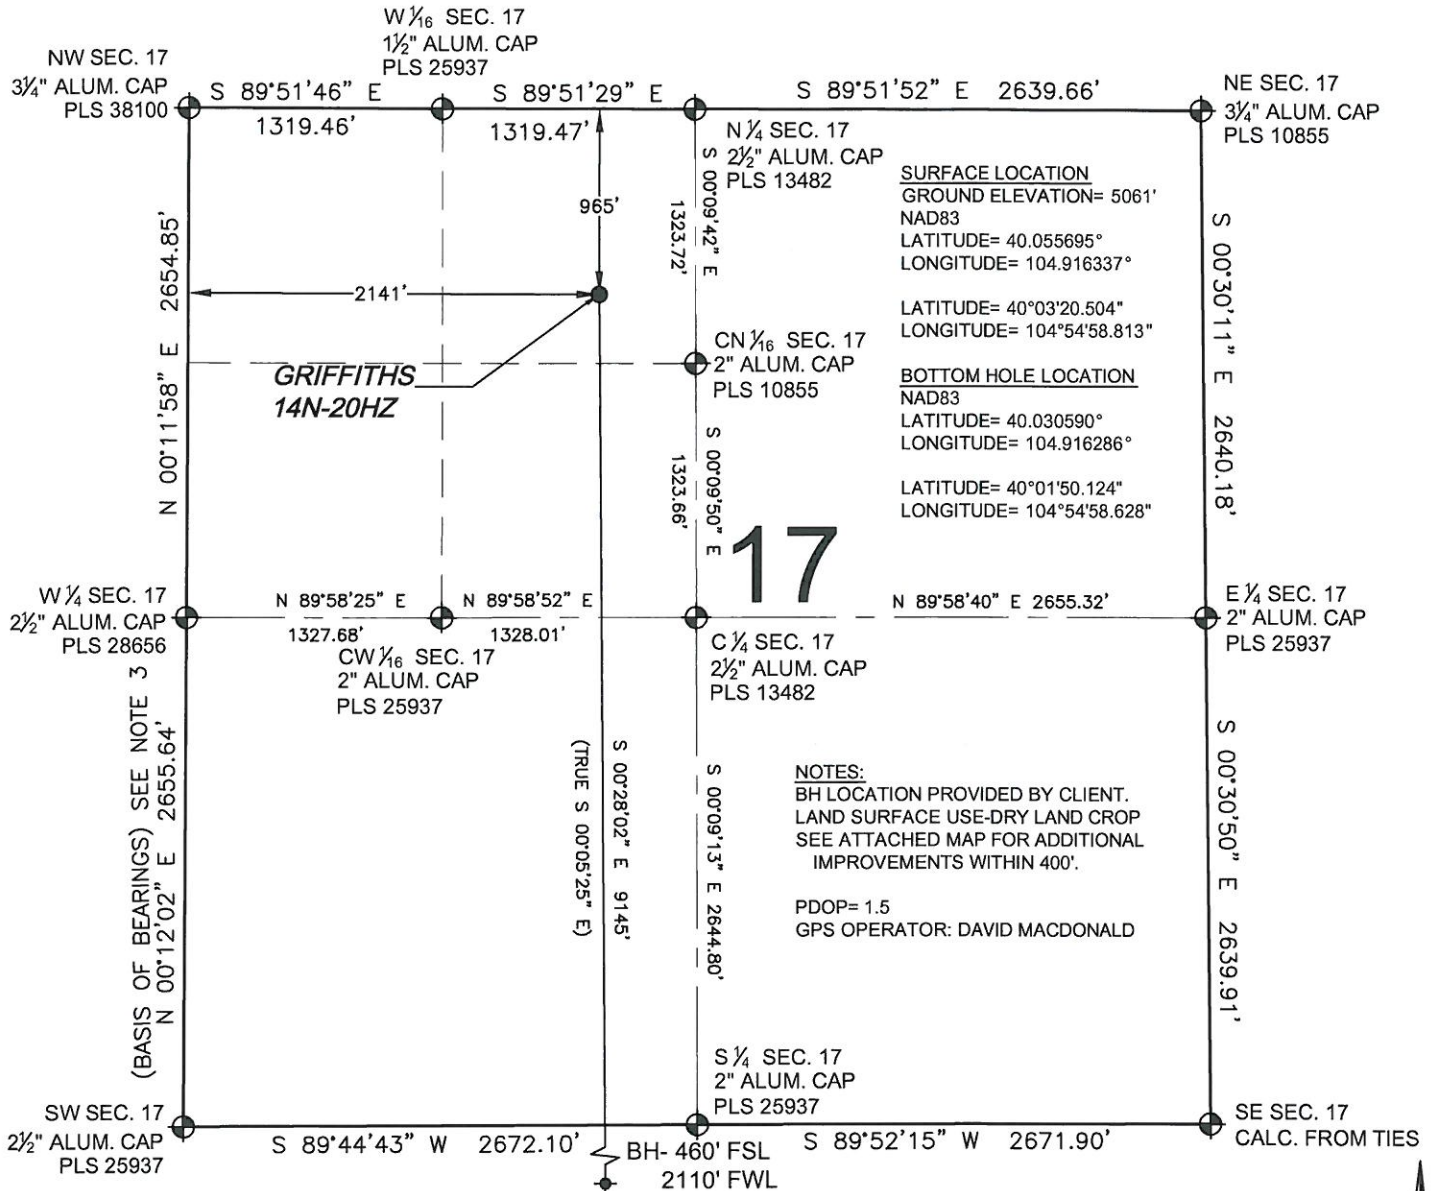 W 1/16 SEC. 17
1½" ALUM. CAP
PLS 25937
NW SEC. 17
3¼" ALUM. CAP
PLS 38100
S 89°51'46" E
1319.46'
S 89°51'29" E
1319.47'
S 89°51'52" E 2639.66'
NE SEC. 17
3¼" ALUM. CAP
PLS 10855
N ¼ SEC. 17
2½" ALUM. CAP
PLS 13482
S 00°09'42" E
1323.72'
965'
2141'
N 00°11'58" E 2654.85'
GRIFFITHS
14N-20HZ
SURFACE LOCATION
GROUND ELEVATION= 5061'
NAD83
LATITUDE= 40.055695°
LONGITUDE= 104.916337°
LATITUDE= 40°03'20.504"
LONGITUDE= 104°54'58.813"
BOTTOM HOLE LOCATION
NAD83
LATITUDE= 40.030590°
LONGITUDE= 104.916286°
LATITUDE= 40°01'50.124"
LONGITUDE= 104°54'58.628"
S 00°30'11" E 2640.18'
CN 1/16 SEC. 17
2" ALUM. CAP
PLS 10855
S 00°09'50" E
1323.66'
17
W ¼ SEC. 17
2½" ALUM. CAP
PLS 28656
N 89°58'25" E
1327.68'
N 89°58'52" E
1328.01'
CW 1/16 SEC. 17
2" ALUM. CAP
PLS 25937
C ¼ SEC. 17
2½" ALUM. CAP
PLS 13482
N 89°58'40" E 2655.32'
E ¼ SEC. 17
2" ALUM. CAP
PLS 25937
(BASIS OF BEARINGS) SEE NOTE 3
N 00°12'02" E 2655.64'
S 00°28'02" E 9145'
(TRUE S 00°05'25" E)
S 00°09'13" E 2644.80'
NOTES:
BH LOCATION PROVIDED BY CLIENT.
LAND SURFACE USE-DRY LAND CROP
SEE ATTACHED MAP FOR ADDITIONAL
IMPROVEMENTS WITHIN 400'.
PDOP= 1.5
GPS OPERATOR: DAVID MACDONALD
S 00°30'50" E 2639.91'
S ¼ SEC. 17
2" ALUM. CAP
PLS 25937
SW SEC. 17
2½" ALUM. CAP
PLS 25937
S 89°44'43" W 2672.10'
BH- 460' FSL
2110' FWL
S 89°52'15" W 2671.90'
SE SEC. 17
CALC. FROM TIES